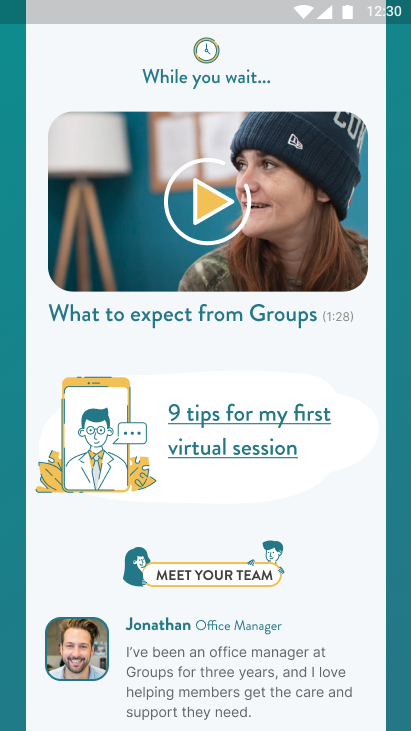 12:30
While you wait...
What to expect from Groups (1:28)
9 tips for my first
virtual session
MEET YOUR TEAM
Jonathan Office Manager
I've been an office manager at
Groups for three years, and I love
helping members get the care and
support they need.